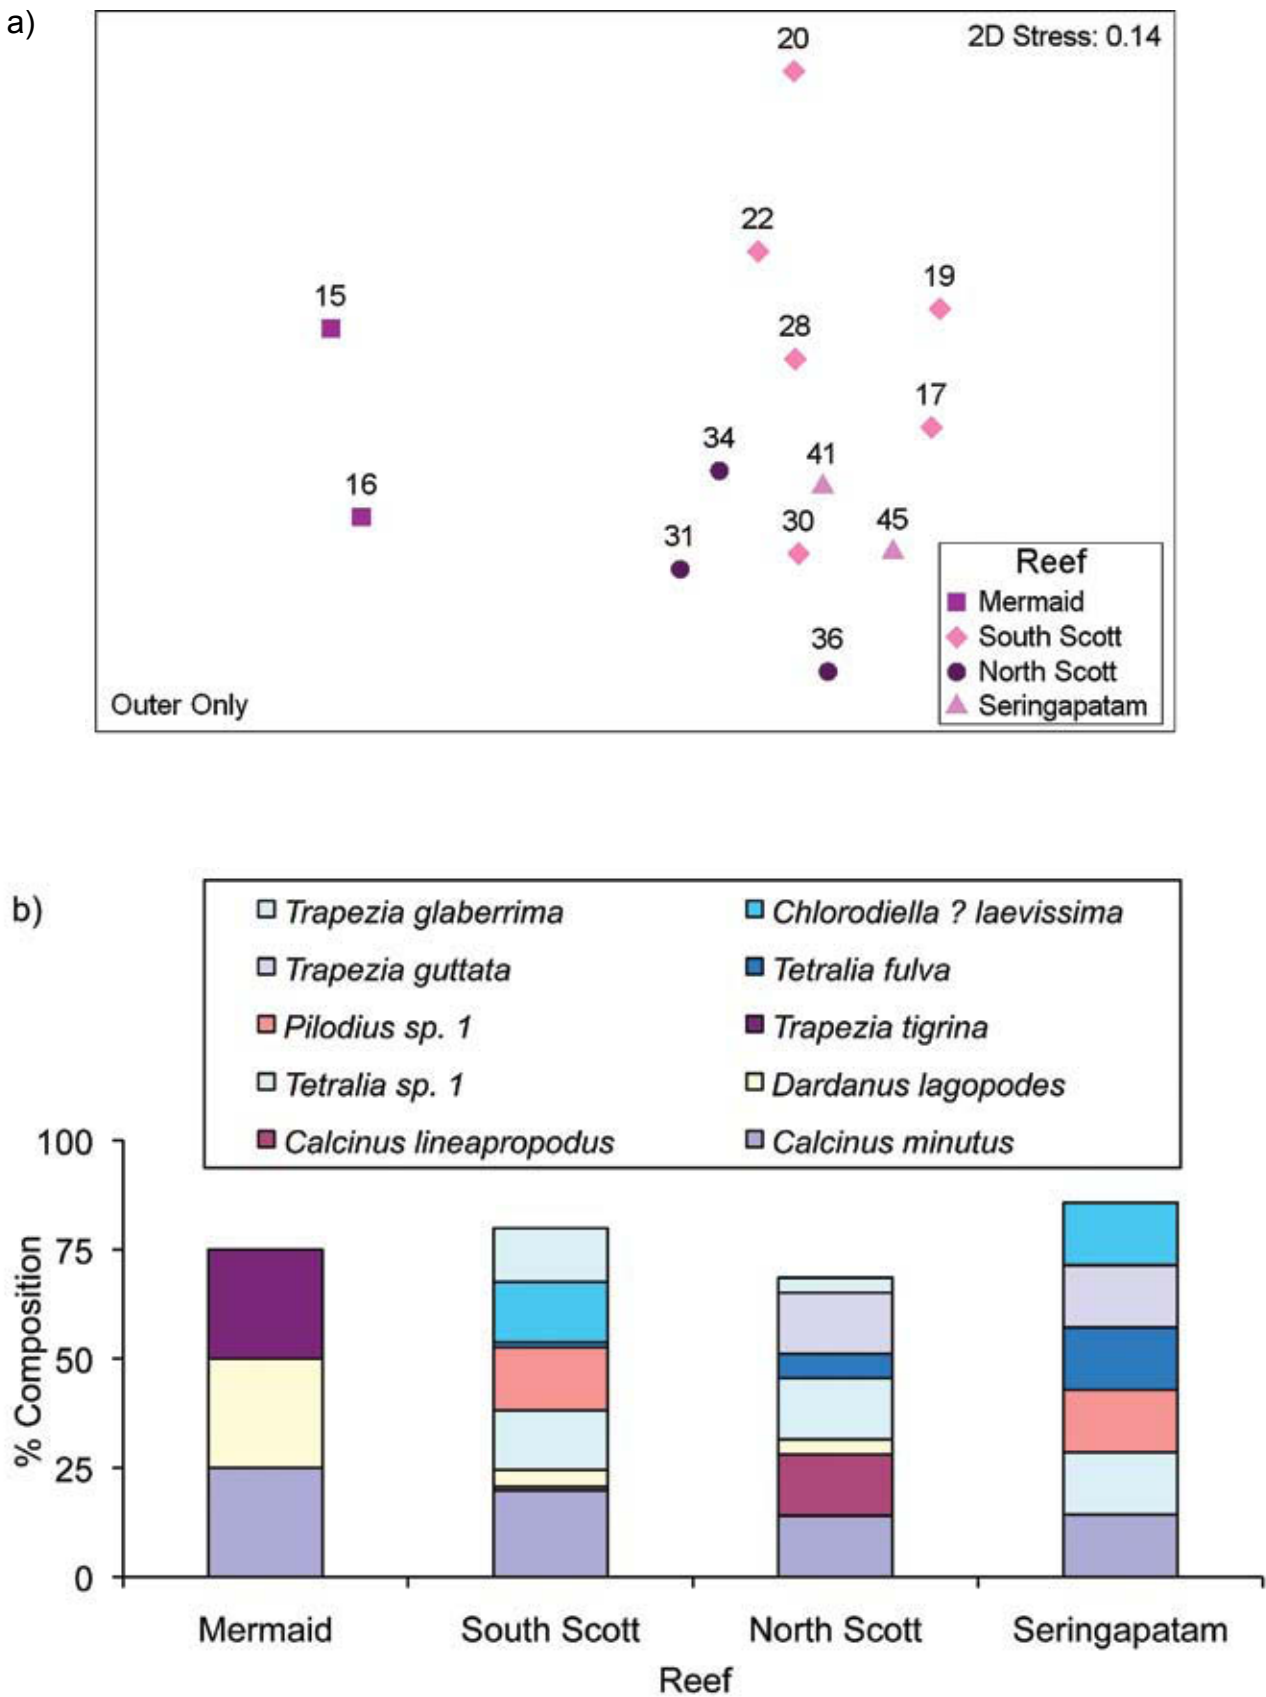 a)
2D Stress: 0.14
20
22
19
15
28
17
34
41
16
30
45
31
36
Outer Only
Reef
Mermaid
South Scott
North Scott
Seringapatam
b)
Trapezia glaberrima
Chlorodiella ? laevissima
Trapezia guttata
Tetralia fulva
Pilodius sp. 1
Trapezia tigrina
Tetralia sp. 1
Dardanus lagopodes
Calcinus lineapropodus
Calcinus minutus
% Composition
100
75
50
25
0
Mermaid
South Scott
North Scott
Seringapatam
Reef